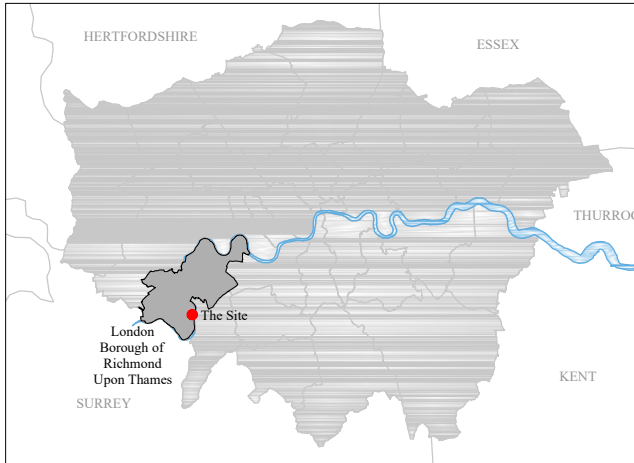 HERTFORDSHIRE
ESSEX
THURROC
The Site
London
Borough of
Richmond
Upon Thames
KENT
SURREY